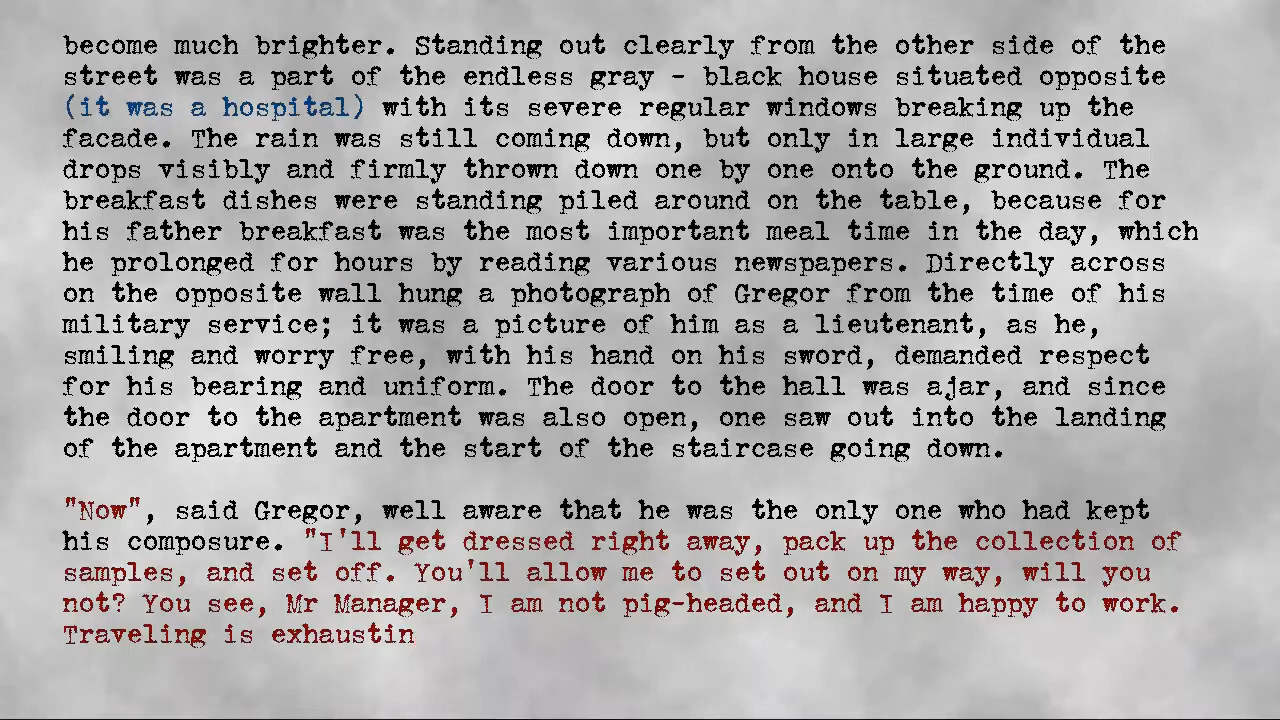 become much brighter. Standing out clearly from the other side of the
street was a part of the endless gray - black house situated opposite
(it was a hospital) with its severe regular windows breaking up the
facade. The rain was still coming down, but only in large individual
drops visibly and firmly thrown down one by one onto the ground. The
breakfast dishes were standing piled around on the table, because for
his father breakfast was the most important meal time in the day, which
he prolonged for hours by reading various newspapers. Directly across
on the opposite wall hung a photograph of Gregor from the time of his
military service; it was a picture of him as a lieutenant, as he,
smiling and worry free, with his hand on his sword, demanded respect
for his bearing and uniform. The door to the hall was ajar, and since
the door to the apartment was also open, one saw out into the landing
of the apartment and the start of the staircase going down.
"Now", said Gregor, well aware that he was the only one who had kept
his composure. "I'll get dressed right away, pack up the collection of
samples, and set off. You'll allow me to set out on my way, will you
not? You see, Mr Manager, I am not pig-headed, and I am happy to work.
Traveling is exhaustin